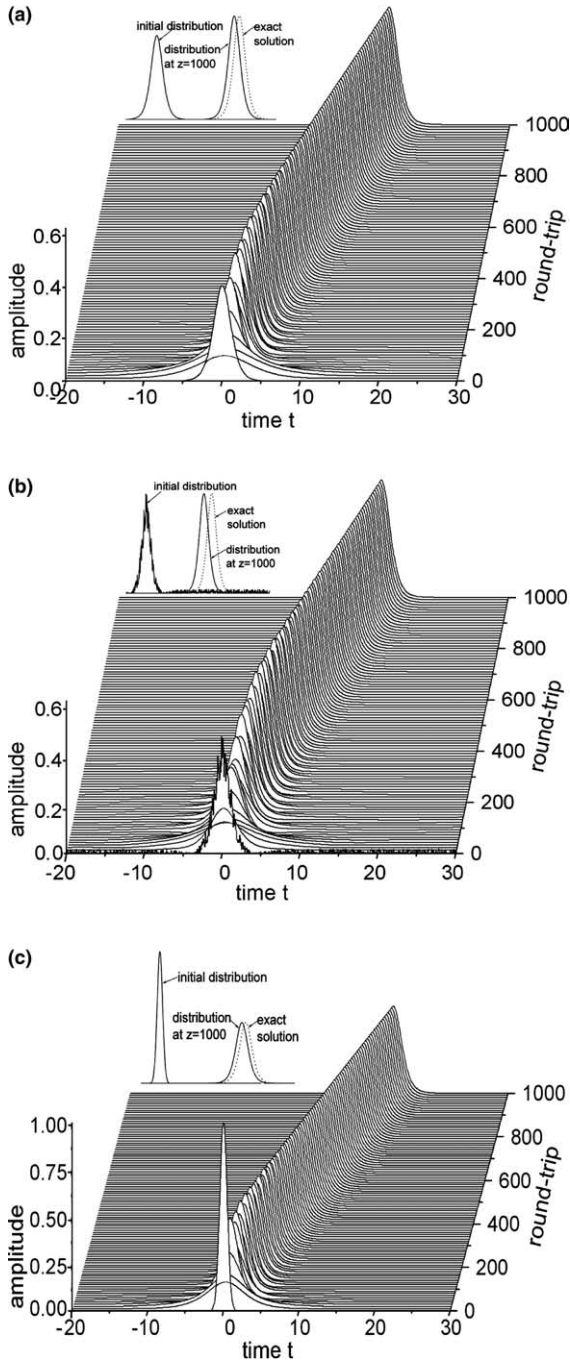 (a)
initial distribution
distribution
at z=1000
exact
solution
1000
800
600
400
200
0
round-trip
0.6
0.4
0.2
0.0
amplitude
-20
-10
0
10
20
30
time t
(b)
initial distribution
exact
solution
distribution
at z=1000
1000
800
600
400
200
0
round-trip
0.6
0.4
0.2
0.0
amplitude
-20
-10
0
10
20
30
time t
(c)
initial distribution
distribution
at z=1000
exact
solution
1000
800
600
400
200
0
round-trip
1.00
0.75
0.50
0.25
0.00
amplitude
-20
-10
0
10
20
30
time t